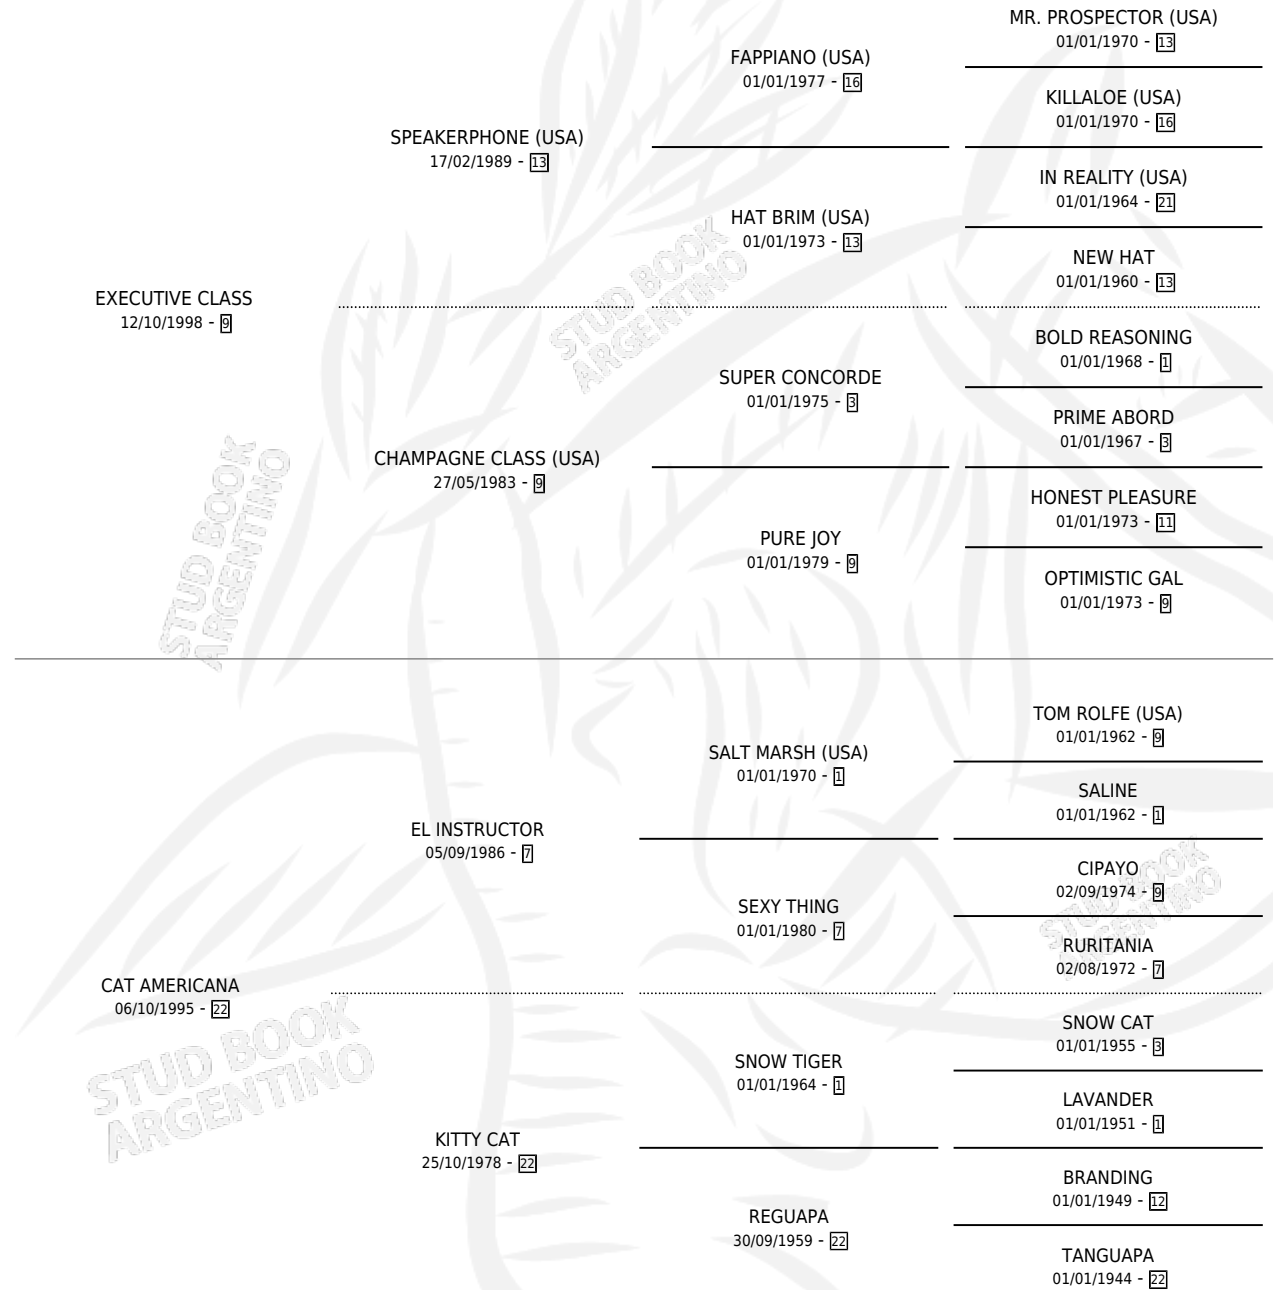 MR. PROSPECTOR (USA)
01/01/1970 - 13
FAPPIANO (USA)
01/01/1977 - 16
KILLALOE (USA)
01/01/1970 - 16
SPEAKERPHONE (USA)
17/02/1989 - 13
IN REALITY (USA)
01/01/1964 - 21
HAT BRIM (USA)
01/01/1973 - 13
NEW HAT
01/01/1960 - 13
EXECUTIVE CLASS
12/10/1998 - 9
STUD BOOK
ARGENTINO
BOLD REASONING
01/01/1968 - 1
SUPER CONCORDE
01/01/1975 - 3
PRIME ABORD
01/01/1967 - 3
CHAMPAGNE CLASS (USA)
27/05/1983 - 9
HONEST PLEASURE
01/01/1973 - 11
PURE JOY
01/01/1979 - 9
OPTIMISTIC GAL
01/01/1973 - 9
STUD BOOK
ARGENTINO
TOM ROLFE (USA)
01/01/1962 - 9
SALT MARSH (USA)
01/01/1970 - 1
SALINE
01/01/1962 - 1
EL INSTRUCTOR
05/09/1986 - 7
CIPAYO
02/09/1974 - 9
SEXY THING
01/01/1980 - 7
RURITANIA
02/08/1972 - 7
STUD BOOK
ARGENTINO
CAT AMERICANA
06/10/1995 - 22
SNOW CAT
01/01/1955 - 3
SNOW TIGER
01/01/1964 - 1
LAVANDER
01/01/1951 - 1
STUD BOOK
ARGENTINO
KITTY CAT
25/10/1978 - 22
BRANDING
01/01/1949 - 12
REGUAPA
30/09/1959 - 22
TANGUAPA
01/01/1944 - 22